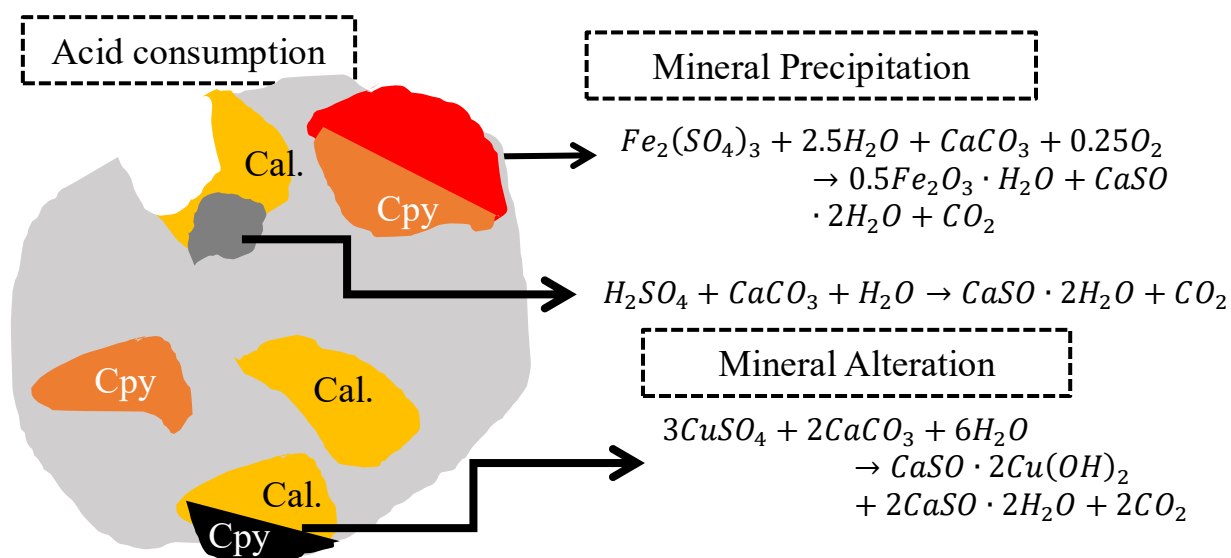 Acid consumption
Mineral Precipitation
Fe₂(SO₄)₃ + 2.5H₂O + CaCO₃ + 0.25O₂
→ 0.5Fe₂O₃ · H₂O + CaSO
· 2H₂O + CO₂
Cal.
Cpy
H₂SO₄ + CaCO₃ + H₂O → CaSO · 2H₂O + CO₂
Mineral Alteration
Cpy
Cal.
3CuSO₄ + 2CaCO₃ + 6H₂O
→ CaSO · 2Cu(OH)₂
+ 2CaSO · 2H₂O + 2CO₂
Cal.
Cpy